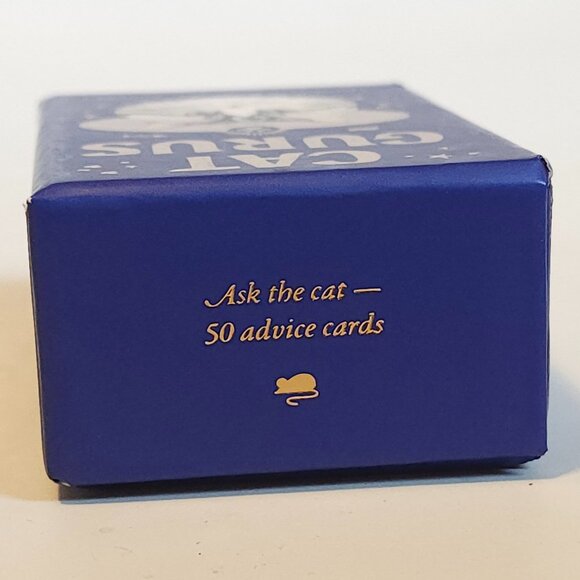 CAT
GURUS
Ask the cat —
50 advice cards